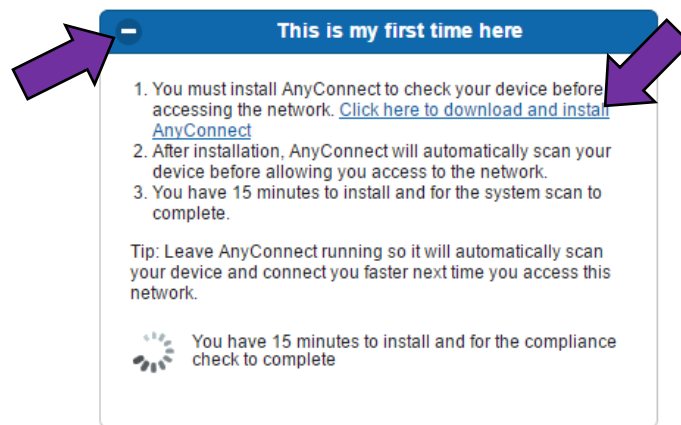 This is my first time here
1. You must install AnyConnect to check your device before
accessing the network. Click here to download and install
AnyConnect
2. After installation, AnyConnect will automatically scan your
device before allowing you access to the network.
3. You have 15 minutes to install and for the system scan to
complete.
Tip: Leave AnyConnect running so it will automatically scan
your device and connect you faster next time you access this
network.
You have 15 minutes to install and for the compliance
check to complete